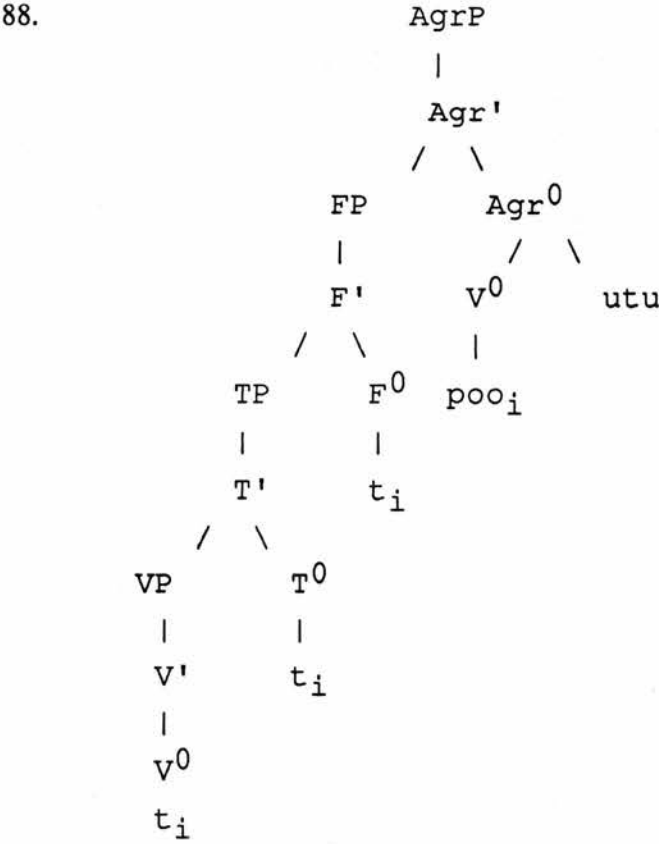 88. AgrP
|
Agr'
/ \
FP Agr⁰
| / \
F' V⁰ utu
/ \ |
TP F⁰ pooᵢ
| |
T' tᵢ
/ \
VP T⁰
| |
V' tᵢ
|
V⁰
tᵢ